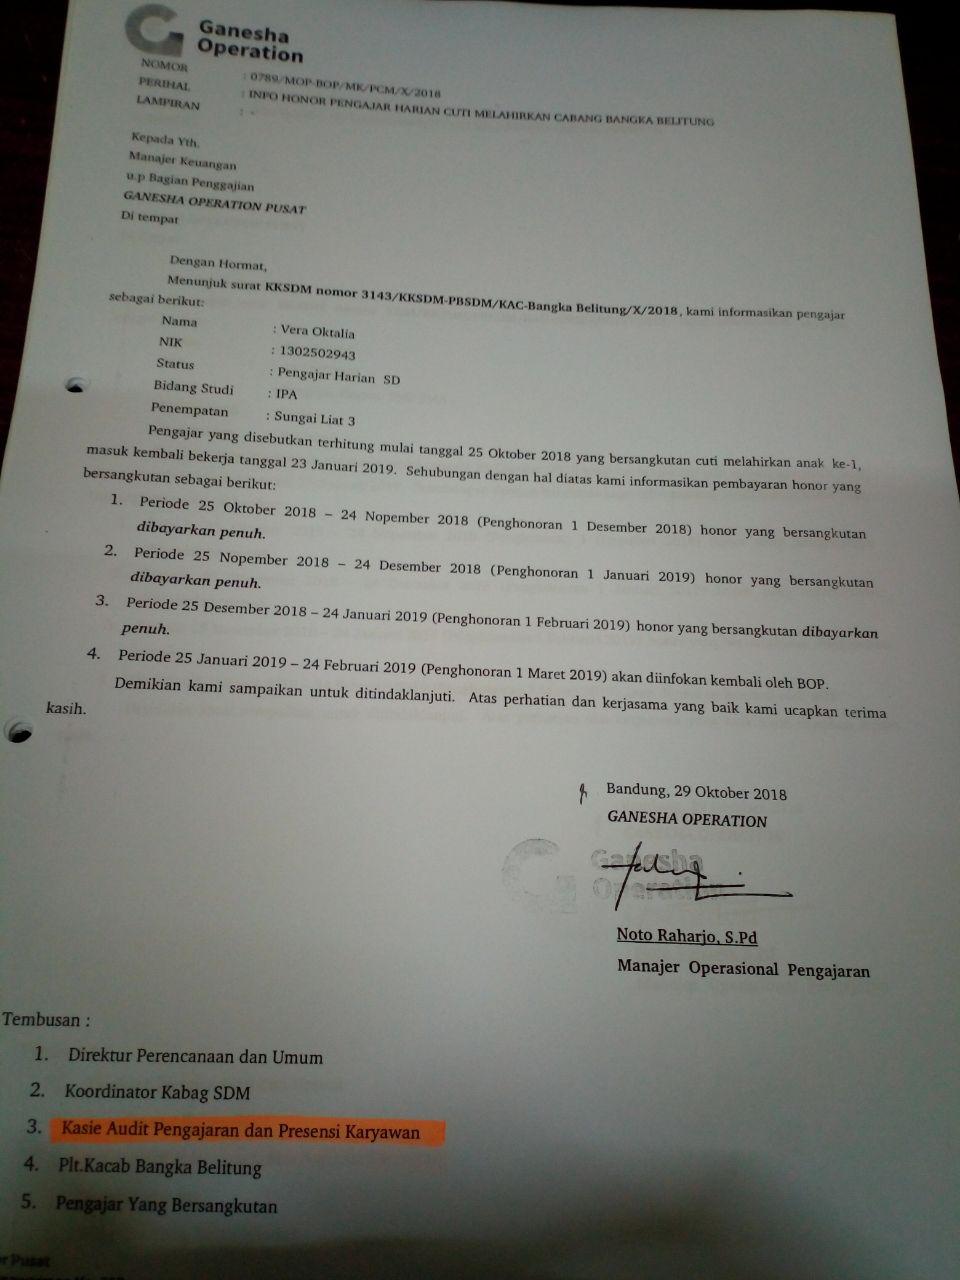 Ganesha
Operation
NOMOR : 0789/MOP-BOP/MK/PCM/X/2018
PERIHAL : INFO HONOR PENGAJAR HARIAN CUTI MELAHIRKAN CABANG BANGKA BELITUNG
LAMPIRAN : -
Kepada Yth.
Manajer Keuangan
u.p Bagian Penggajian
GANESHA OPERATION PUSAT
Di tempat
Dengan Hormat,
Menunjuk surat KKSDM nomor 3143/KKSDM-PBSDM/KAC-Bangka Belitung/X/2018, kami informasikan pengajar
sebagai berikut:
Nama : Vera Oktalia
NIK : 1302502943
Status : Pengajar Harian SD
Bidang Studi : IPA
Penempatan : Sungai Liat 3
Pengajar yang disebutkan terhitung mulai tanggal 25 Oktober 2018 yang bersangkutan cuti melahirkan anak ke-1,
masuk kembali bekerja tanggal 23 Januari 2019. Sehubungan dengan hal diatas kami informasikan pembayaran honor yang
bersangkutan sebagai berikut:
1. Periode 25 Oktober 2018 – 24 Nopember 2018 (Penghonoran 1 Desember 2018) honor yang bersangkutan
dibayarkan penuh.
2. Periode 25 Nopember 2018 – 24 Desember 2018 (Penghonoran 1 Januari 2019) honor yang bersangkutan
dibayarkan penuh.
3. Periode 25 Desember 2018 – 24 Januari 2019 (Penghonoran 1 Februari 2019) honor yang bersangkutan dibayarkan
penuh.
4. Periode 25 Januari 2019 – 24 Februari 2019 (Penghonoran 1 Maret 2019) akan diinfokan kembali oleh BOP.
Demikian kami sampaikan untuk ditindaklanjuti. Atas perhatian dan kerjasama yang baik kami ucapkan terima
kasih.
Bandung, 29 Oktober 2018
GANESHA OPERATION
Ganesha
Operation
Noto Raharjo, S.Pd
Manajer Operasional Pengajaran
Tembusan :
1. Direktur Perencanaan dan Umum
2. Koordinator Kabag SDM
3. Kasie Audit Pengajaran dan Presensi Karyawan
4. Plt.Kacab Bangka Belitung
5. Pengajar Yang Bersangkutan
Pusat